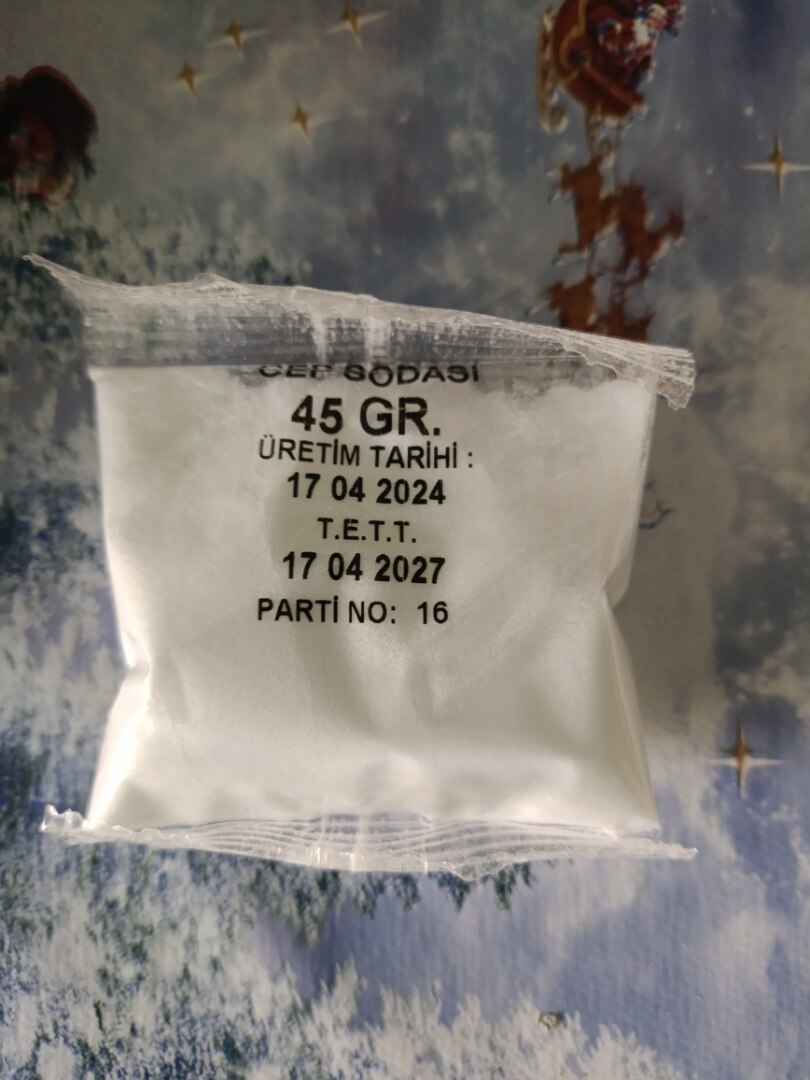 CEP SODASI
45 GR.
ÜRETİM TARİHİ :
17 04 2024
T.E.T.T.
17 04 2027
PARTİ NO: 16